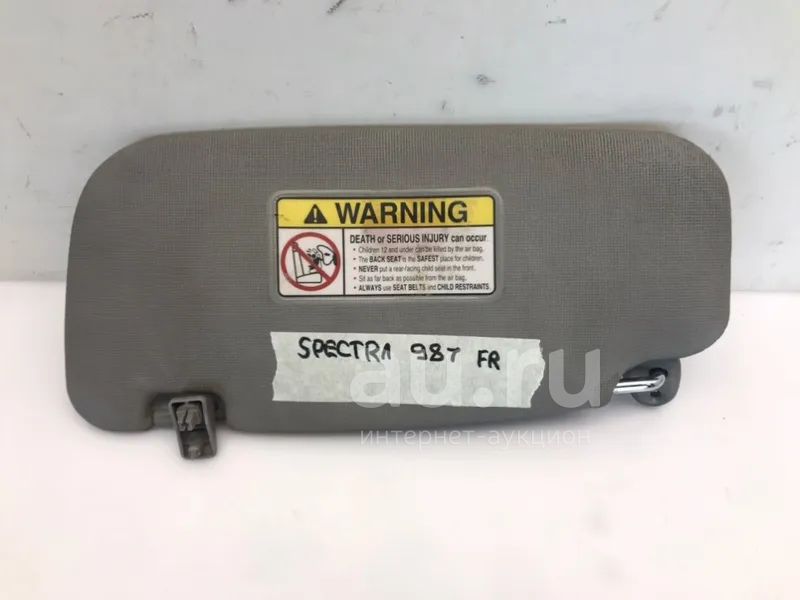 WARNING
DEATH or SERIOUS INJURY can occur
• Children 12 and under can be killed by the air bag.
• The BACK SEAT is the SAFEST place for children.
• NEVER put a rear-facing child seat in the front.
• Sit as far back as possible from the air bag.
• ALWAYS use SEAT BELTS and CHILD RESTRAINTS.
SPECTRA 98т FR
au.ru
интернет-аукцион